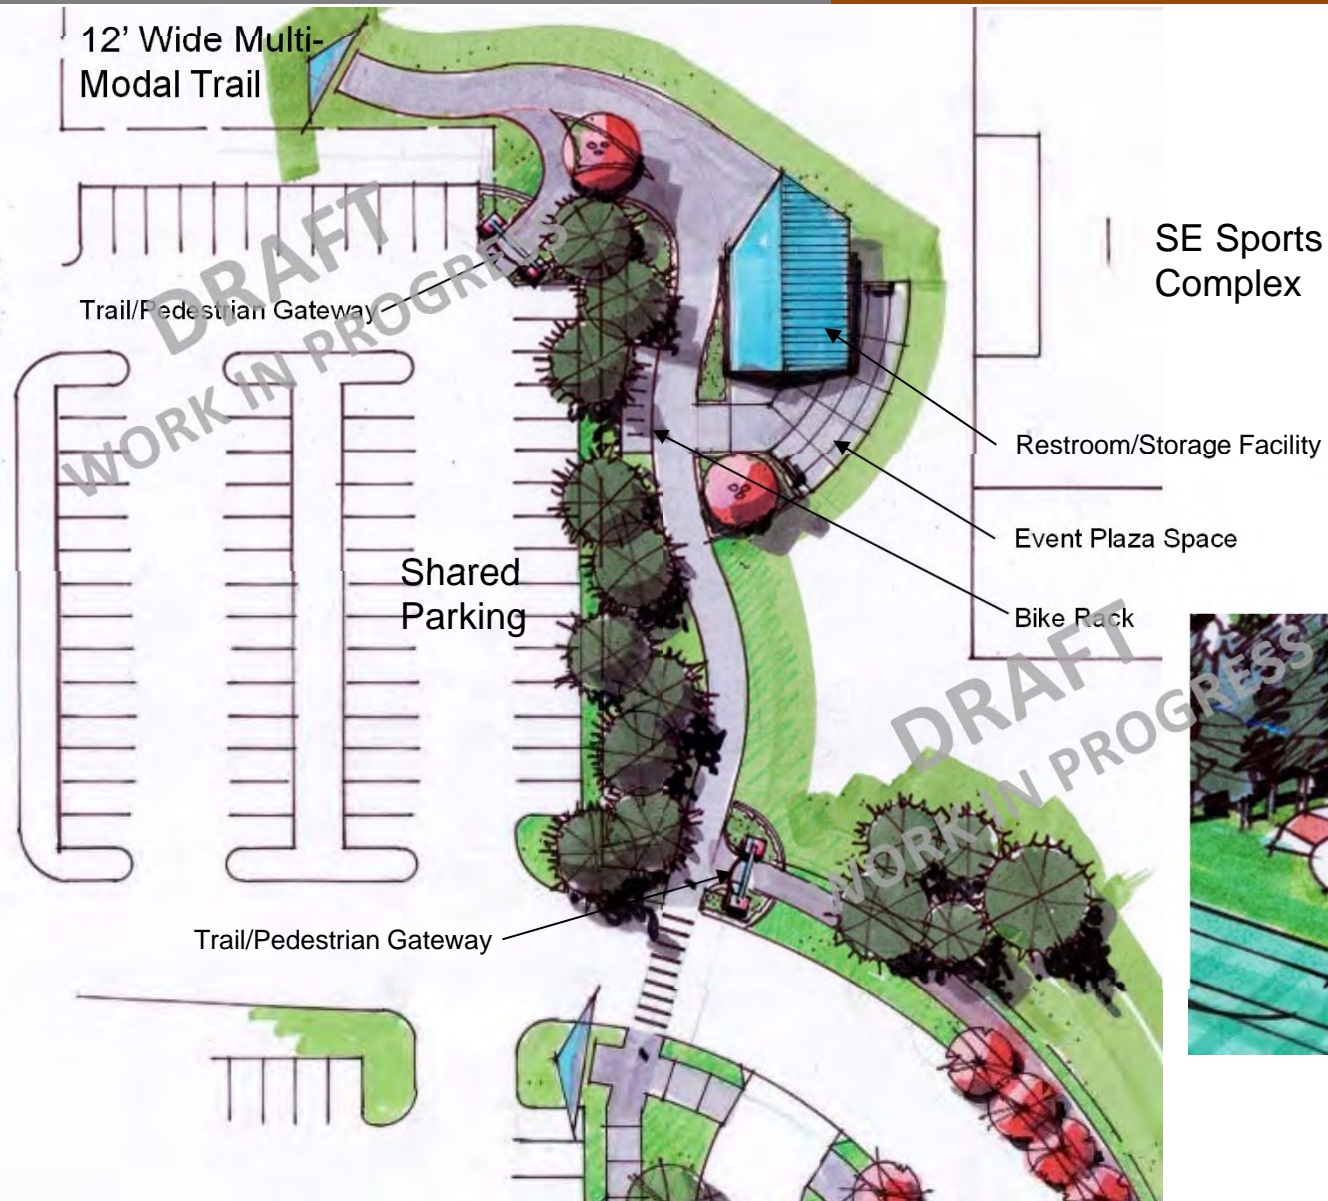 12’ Wide Multi-
Modal Trail
SE Sports
Complex
DRAFT
WORK IN PROGRESS
Trail/Pedestrian Gateway
Restroom/Storage Facility
Event Plaza Space
Shared
Parking
Bike Rack
DRAFT
WORK IN PROGRESS
Trail/Pedestrian Gateway